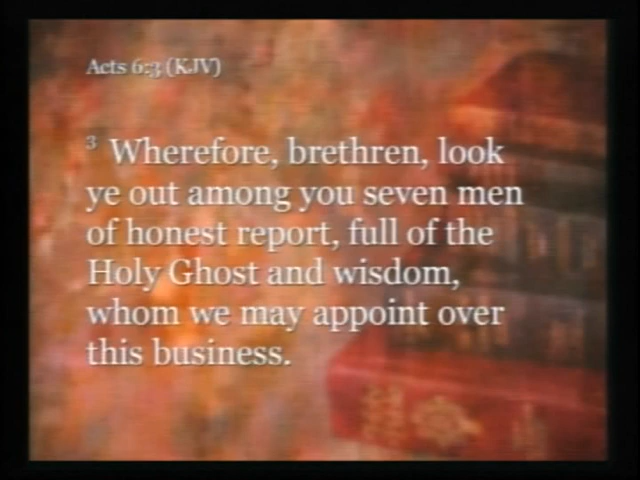 Acts 6:3 (KJV)
3 Wherefore, brethren, look
ye out among you seven men
of honest report, full of the
Holy Ghost and wisdom,
whom we may appoint over
this business.